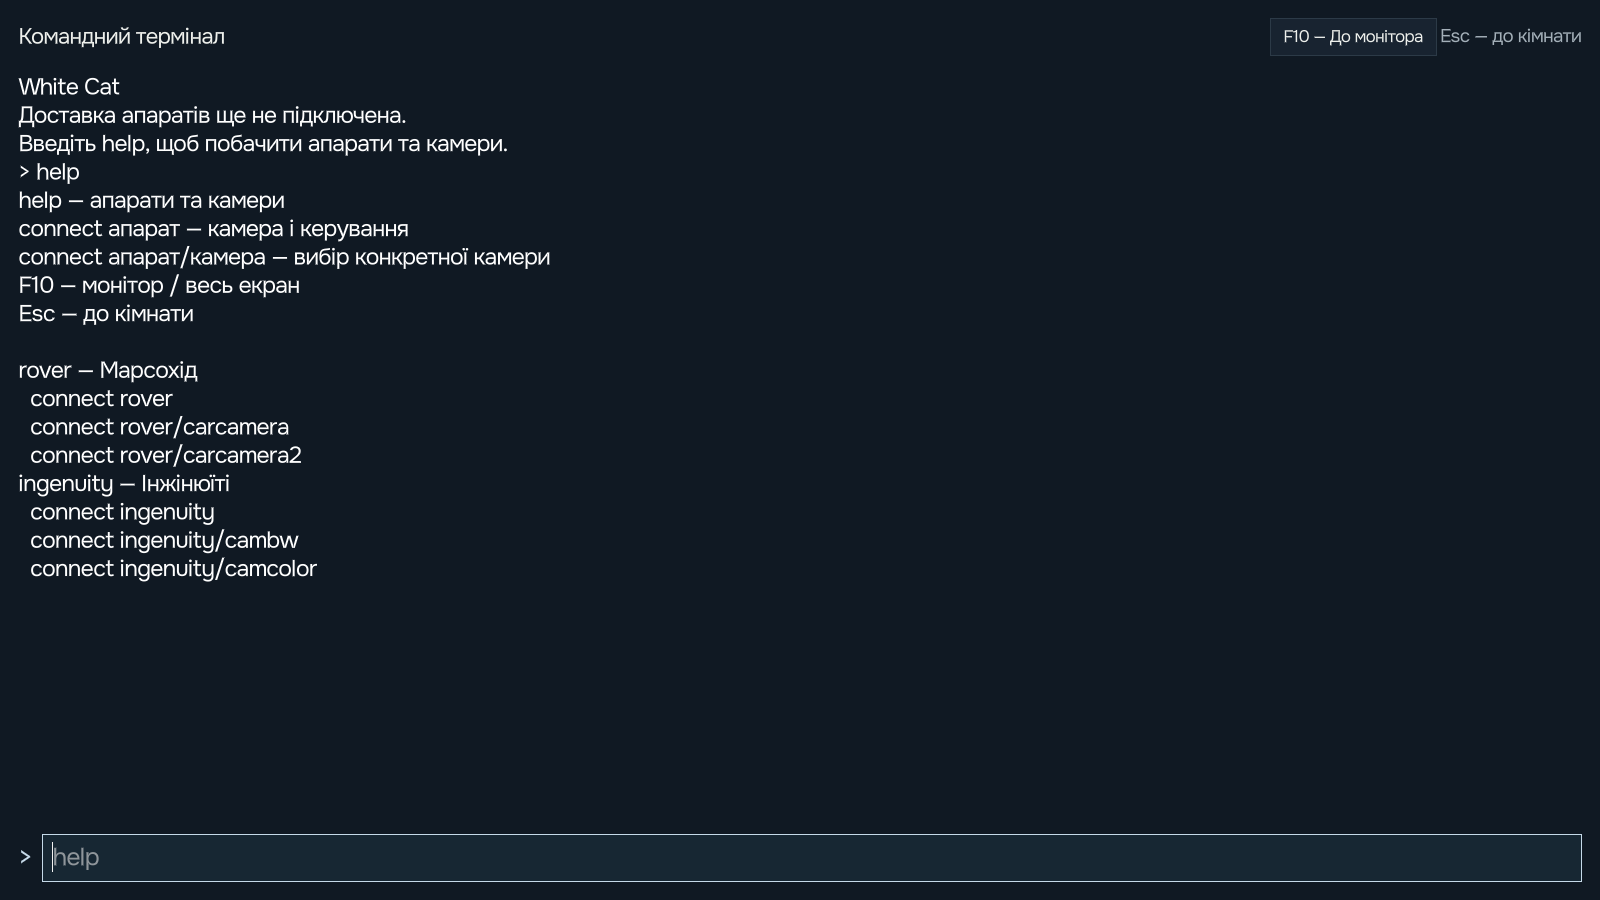 Командний термінал
F10 — До монітора
Esc — до кімнати
White Cat
Доставка апаратів ще не підключена.
Введіть help, щоб побачити апарати та камери.
> help
help — апарати та камери
connect апарат — камера і керування
connect апарат/камера — вибір конкретної камери
F10 — монітор / весь екран
Esc — до кімнати
rover — Марсохід
connect rover
connect rover/carcamera
connect rover/carcamera2
ingenuity — Інжінюїті
connect ingenuity
connect ingenuity/cambw
connect ingenuity/camcolor
> help